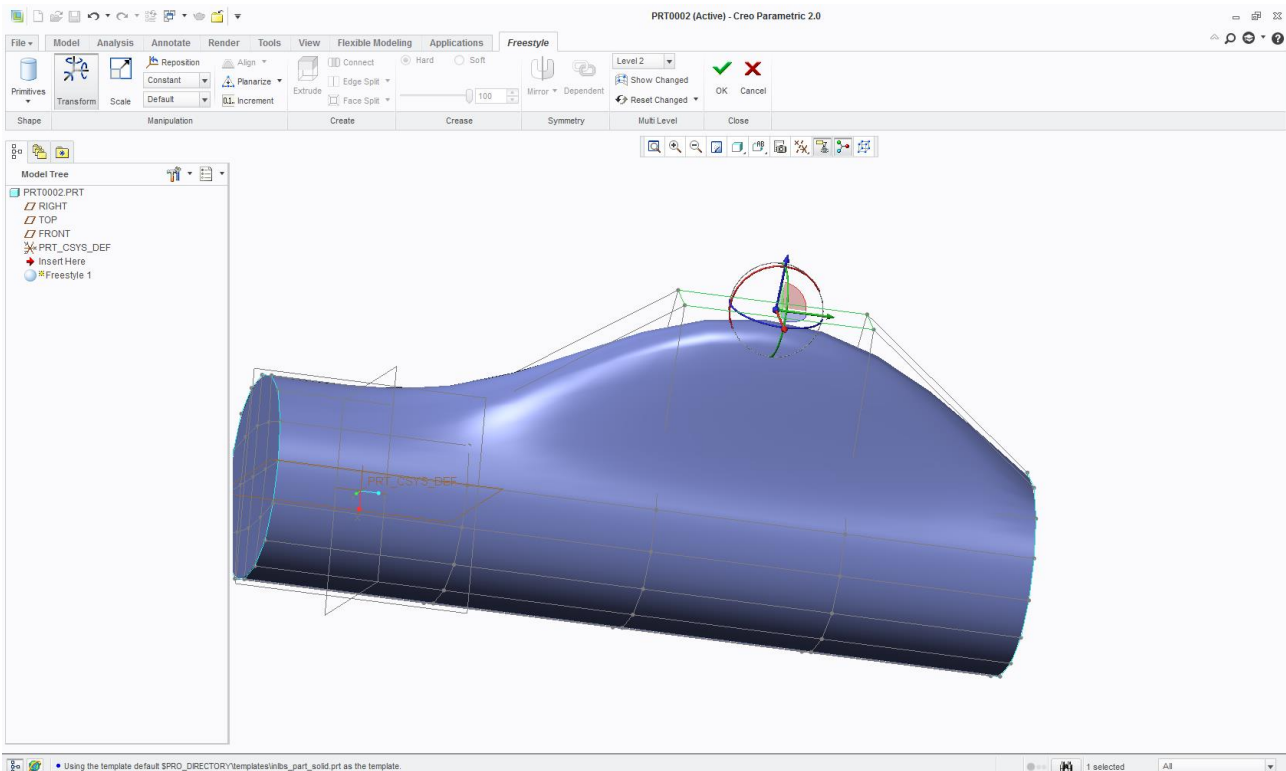 PRT0002 (Active) - Creo Parametric 2.0
File Model Analysis Annotate Render Tools View Flexible Modeling Applications Freestyle
Primitives
Transform
Scale
Reposition
Constant
Default
Align
Planarize
0.1.. Increment
Extrude
Connect
Edge Split
Face Split
Hard Soft
100
Mirror Dependent
Level 2
Show Changed
Reset Changed
OK Cancel
Shape Manipulation Create Crease Symmetry Multi Level Close
Model Tree
PRT0002.PRT
RIGHT
TOP
FRONT
PRT_CSYS_DEF
Insert Here
Freestyle 1
PRT_CSYS_DEF
• Using the template default $PRO_DIRECTORY\templates\inlbs_part_solid.prt as the template.
1 selected
All